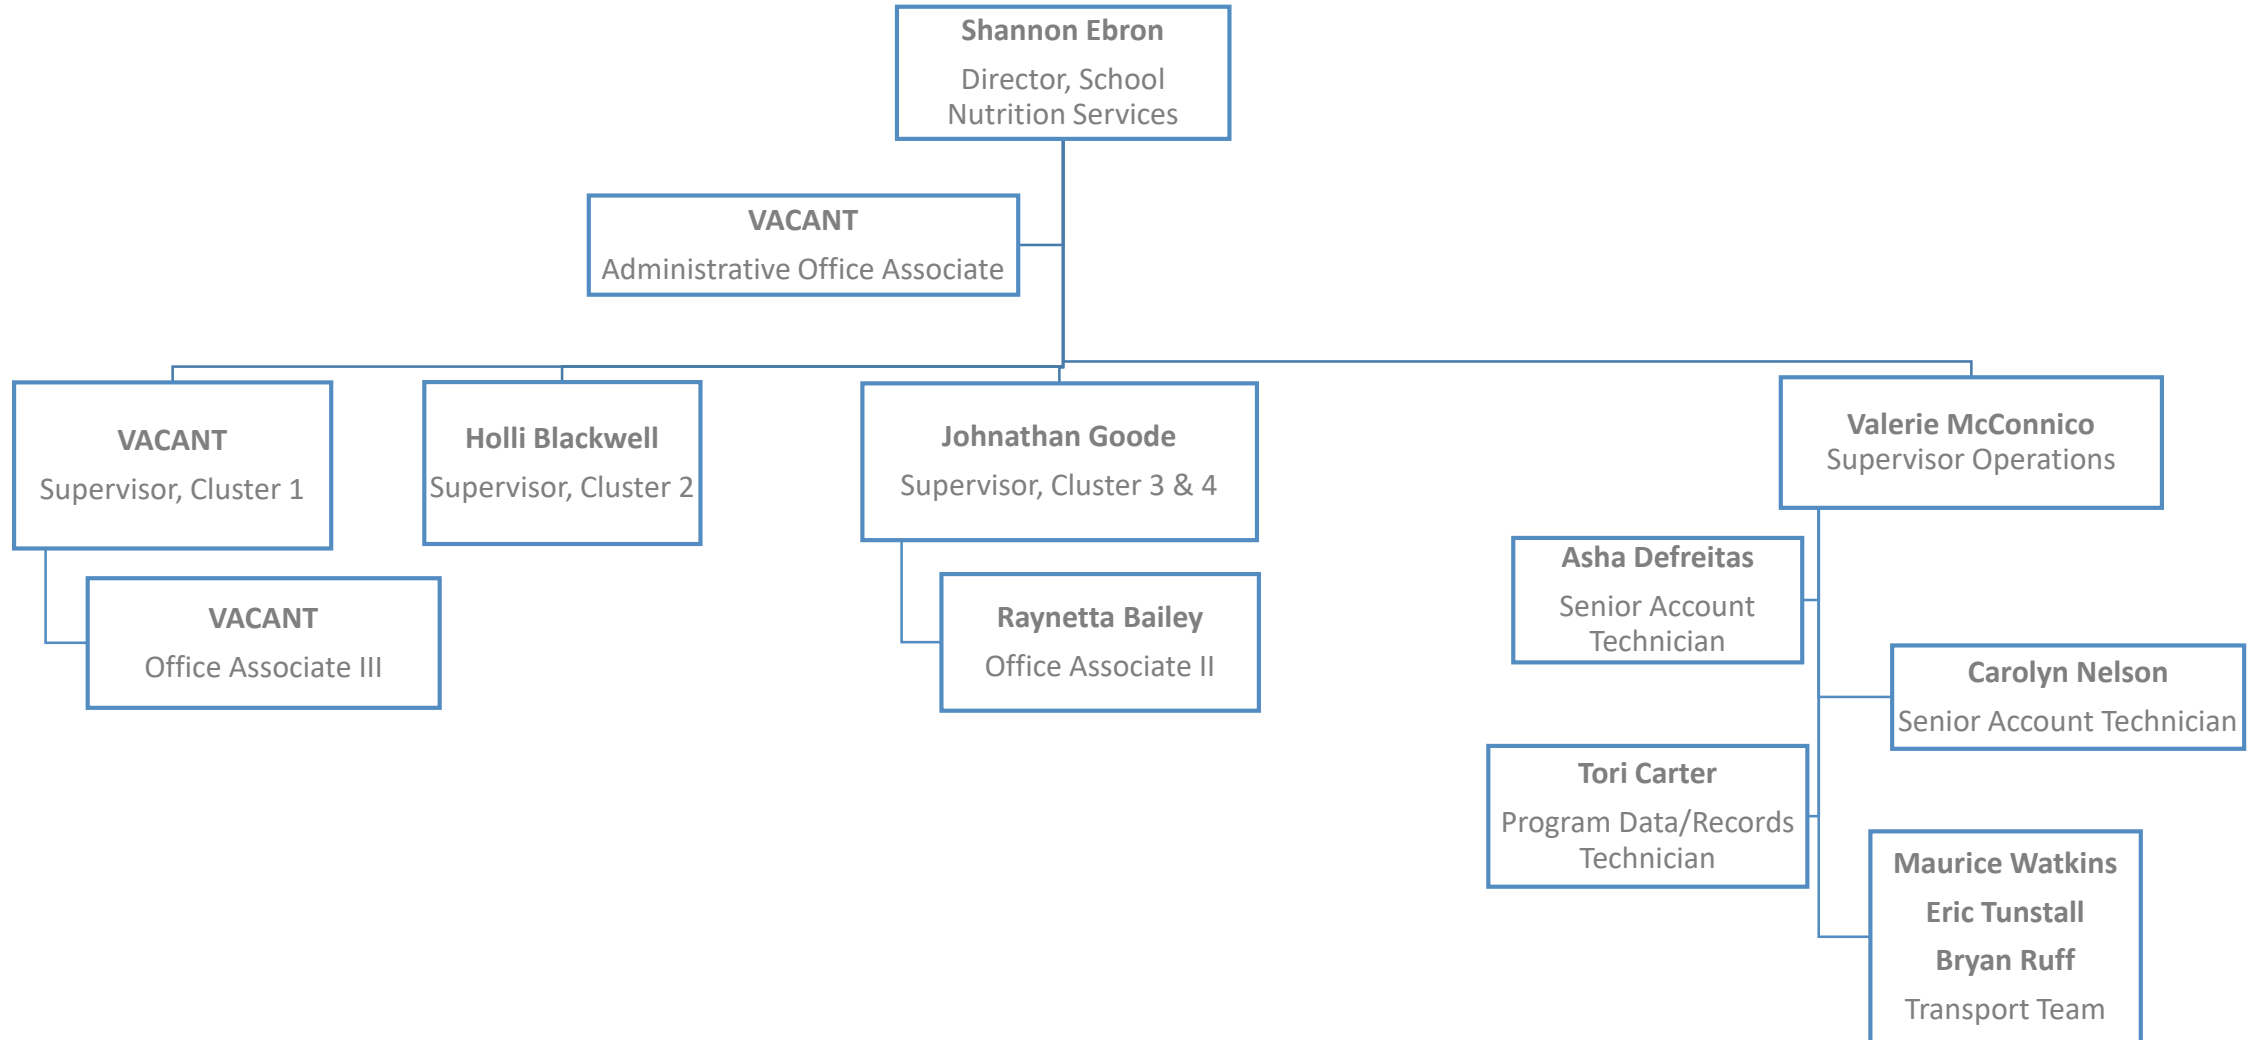 Shannon Ebron
Director, School
Nutrition Services
VACANT
Administrative Office Associate
VACANT
Supervisor, Cluster 1
VACANT
Office Associate III
Holli Blackwell
Supervisor, Cluster 2
Johnathan Goode
Supervisor, Cluster 3 & 4
Raynetta Bailey
Office Associate II
Valerie McConnico
Supervisor Operations
Asha Defreitas
Senior Account
Technician
Carolyn Nelson
Senior Account Technician
Tori Carter
Program Data/Records
Technician
Maurice Watkins
Eric Tunstall
Bryan Ruff
Transport Team